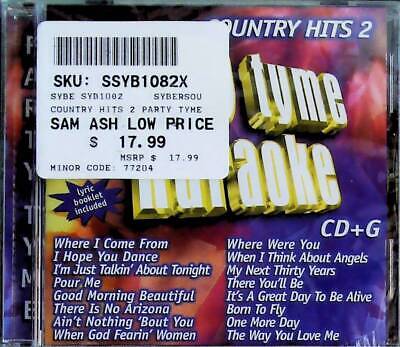 COUNTRY HITS 2
SKU: SSYB1082X
SYBE SYB1082 SYBERSOU
COUNTRY HITS 2 PARTY TYME
SAM ASH LOW PRICE
$ 17.99
MSRP $ 17.99
MINOR CODE: 77204
tyme
karaoke
lyric
booklet
included
CD+G
PARTY TYME
Where I Come From
I Hope You Dance
I'm Just Talkin' About Tonight
Pour Me
Good Morning Beautiful
There Is No Arizona
Ain't Nothing 'Bout You
When God Fearin' Women
Where Were You
When I Think About Angels
My Next Thirty Years
There You'll Be
It's A Great Day To Be Alive
Born To Fly
One More Day
The Way You Love Me